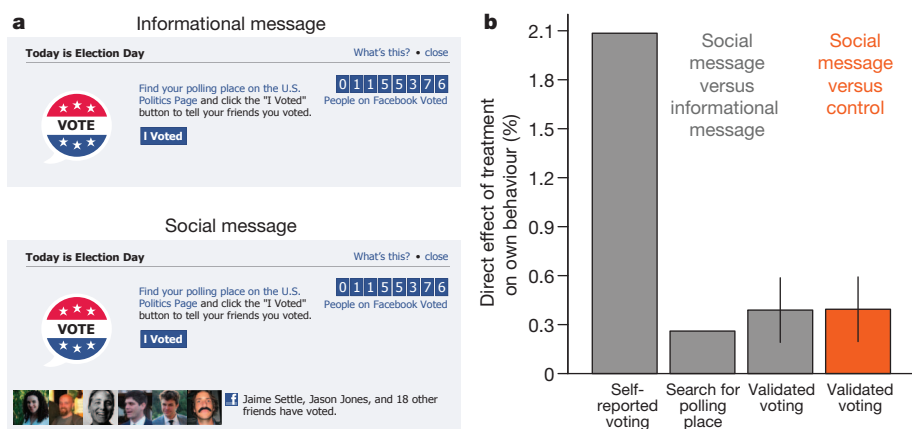 a
Informational message
Today is Election Day
What's this? • close
Find your polling place on the U.S.
Politics Page and click the "I Voted"
button to tell your friends you voted.
I Voted
VOTE
0 1 1 5 5 3 7 6
People on Facebook Voted
Social message
Today is Election Day
What's this? • close
Find your polling place on the U.S.
Politics Page and click the "I Voted"
button to tell your friends you voted.
I Voted
VOTE
0 1 1 5 5 3 7 6
People on Facebook Voted
f Jaime Settle, Jason Jones, and 18 other
friends have voted.
b
Direct effect of treatment
on own behaviour (%)
2.1
1.8
1.5
1.2
0.9
0.6
0.3
0
Social
message
versus
informational
message
Social
message
versus
control
Self-
reported
voting
Search for
polling
place
Validated
voting
Validated
voting